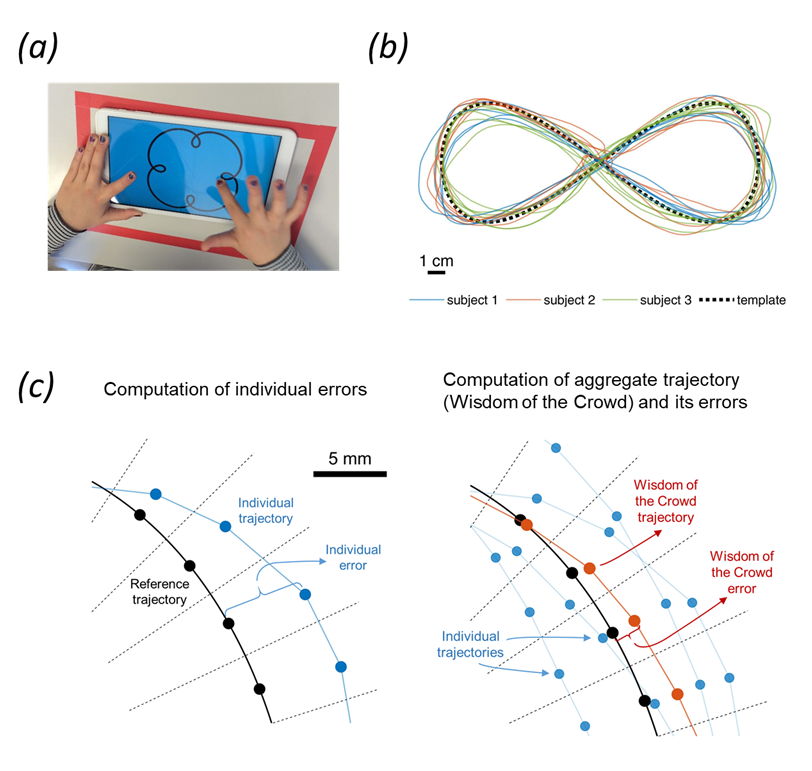 (a)
(b)
1 cm
subject 1
subject 2
subject 3
template
(c)
Computation of individual errors
Computation of aggregate trajectory
(Wisdom of the Crowd) and its errors
5 mm
Individual
trajectory
Individual
error
Reference
trajectory
Wisdom of
the Crowd
trajectory
Wisdom of
the Crowd
error
Individual
trajectories